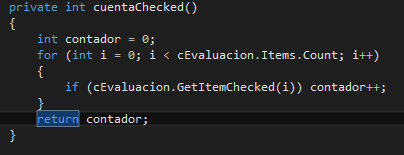 private int cuentaChecked()
{
    int contador = 0;
    for (int i = 0; i < cEvaluacion.Items.Count; i++)
    {
        if (cEvaluacion.GetItemChecked(i)) contador++;
    }
    return contador;
}